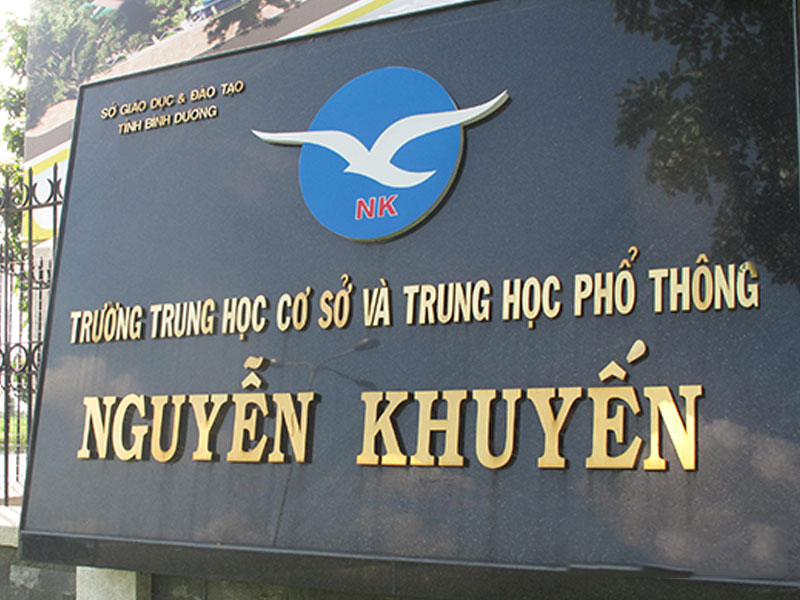 SỞ GIÁO DỤC & ĐÀO TẠO
TỈNH BÌNH DƯƠNG
NK
TRƯỜNG TRUNG HỌC CƠ SỞ VÀ TRUNG HỌC PHỔ THÔNG
NGUYỄN KHUYẾN